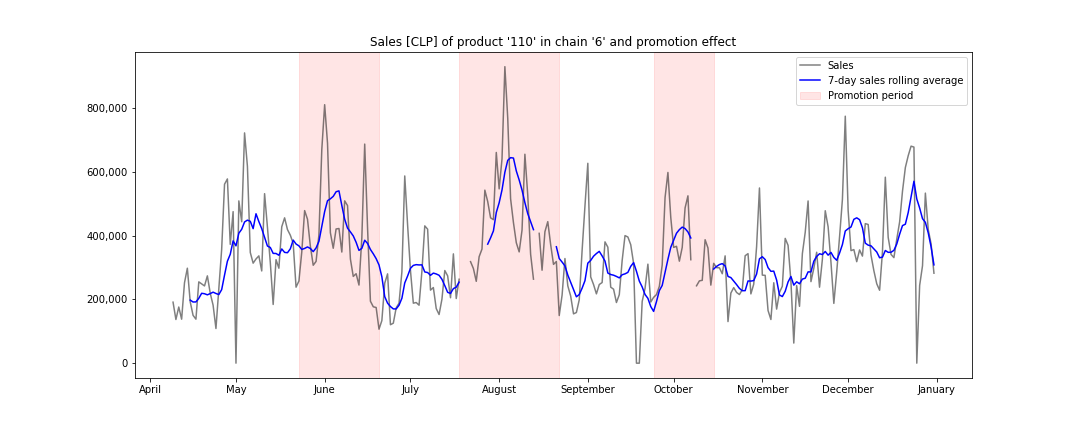 Sales [CLP] of product '110' in chain '6' and promotion effect
Sales
7-day sales rolling average
Promotion period
800,000
600,000
400,000
200,000
0
April May June July August September October November December January